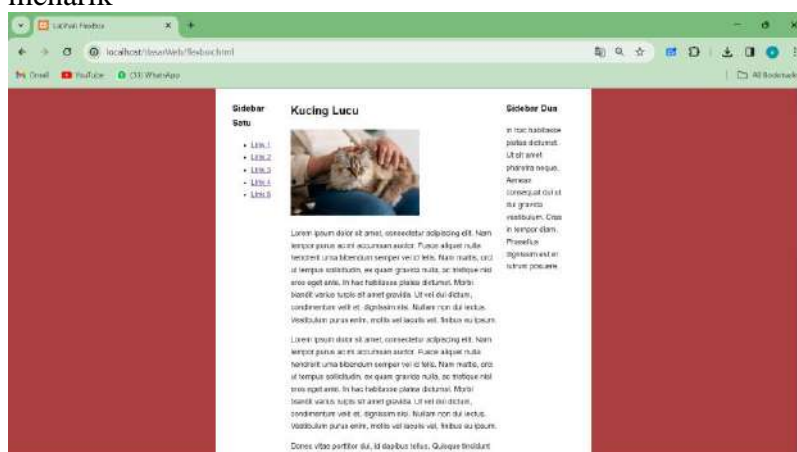 menarik
Latihan Flexbox
localhost/dasarWeb/flexbox.html
Gmail YouTube (33) WhatsApp
All Bookmarks
Sidebar
Satu
Link 1
Link 2
Link 3
Link 4
Link 5
Kucing Lucu
Lorem ipsum dolor sit amet, consectetur adipiscing elit. Nam
tempor purus ac mi accumsan auctor. Fusce aliquet nulla
hendrerit urna bibendum semper vel id felis. Nam mattis, orci
ut tempus sollicitudin, ex quam gravida nulla, ac tristique nisl
eros eget ante. In hac habitasse platea dictumst. Morbi
blandit varius turpis sit amet gravida. Ut vel dui dictum,
condimentum velit et, dignissim nisi. Nullam non dui lectus.
Vestibulum purus enim, mollis vel iaculis vel, finibus eu ipsum.
Lorem ipsum dolor sit amet, consectetur adipiscing elit. Nam
tempor purus ac mi accumsan auctor. Fusce aliquet nulla
hendrerit urna bibendum semper vel id felis. Nam mattis, orci
ut tempus sollicitudin, ex quam gravida nulla, ac tristique nisl
eros eget ante. In hac habitasse platea dictumst. Morbi
blandit varius turpis sit amet gravida. Ut vel dui dictum,
condimentum velit et, dignissim nisi. Nullam non dui lectus.
Vestibulum purus enim, mollis vel iaculis vel, finibus eu ipsum.
Donec vitae porttitor dui, id dapibus tellus. Quisque tincidunt
Sidebar Dua
In hac habitasse
platea dictumst.
Ut elit amet
pharetra neque.
Aenean
consequat dui ut
dui gravida
vestibulum. Cras
in tempor diam.
Phasellus
dignissim est et
rutrum posuere.